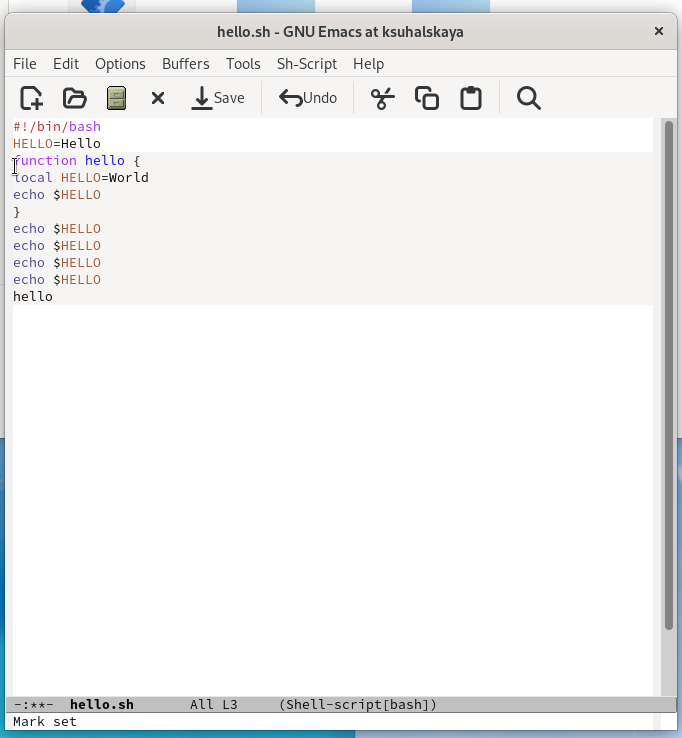 hello.sh - GNU Emacs at ksuhalskaya
File Edit Options Buffers Tools Sh-Script Help
Save Undo
#!/bin/bash
HELLO=Hello
function hello {
local HELLO=World
echo $HELLO
}
echo $HELLO
echo $HELLO
echo $HELLO
echo $HELLO
hello
-:**- hello.sh All L3 (Shell-script[bash])
Mark set